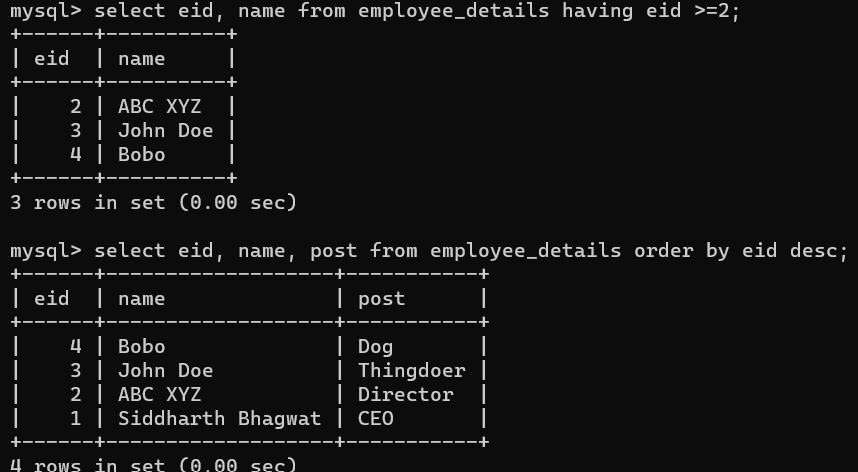 mysql> select eid, name from employee_details having eid >=2;
+------+----------+
| eid  | name     |
+------+----------+
|    2 | ABC XYZ  |
|    3 | John Doe |
|    4 | Bobo     |
+------+----------+
3 rows in set (0.00 sec)

mysql> select eid, name, post from employee_details order by eid desc;
+------+-------------------+-----------+
| eid  | name              | post      |
+------+-------------------+-----------+
|    4 | Bobo              | Dog       |
|    3 | John Doe          | Thingdoer |
|    2 | ABC XYZ           | Director  |
|    1 | Siddharth Bhagwat | CEO       |
+------+-------------------+-----------+
4 rows in set (0.00 sec)